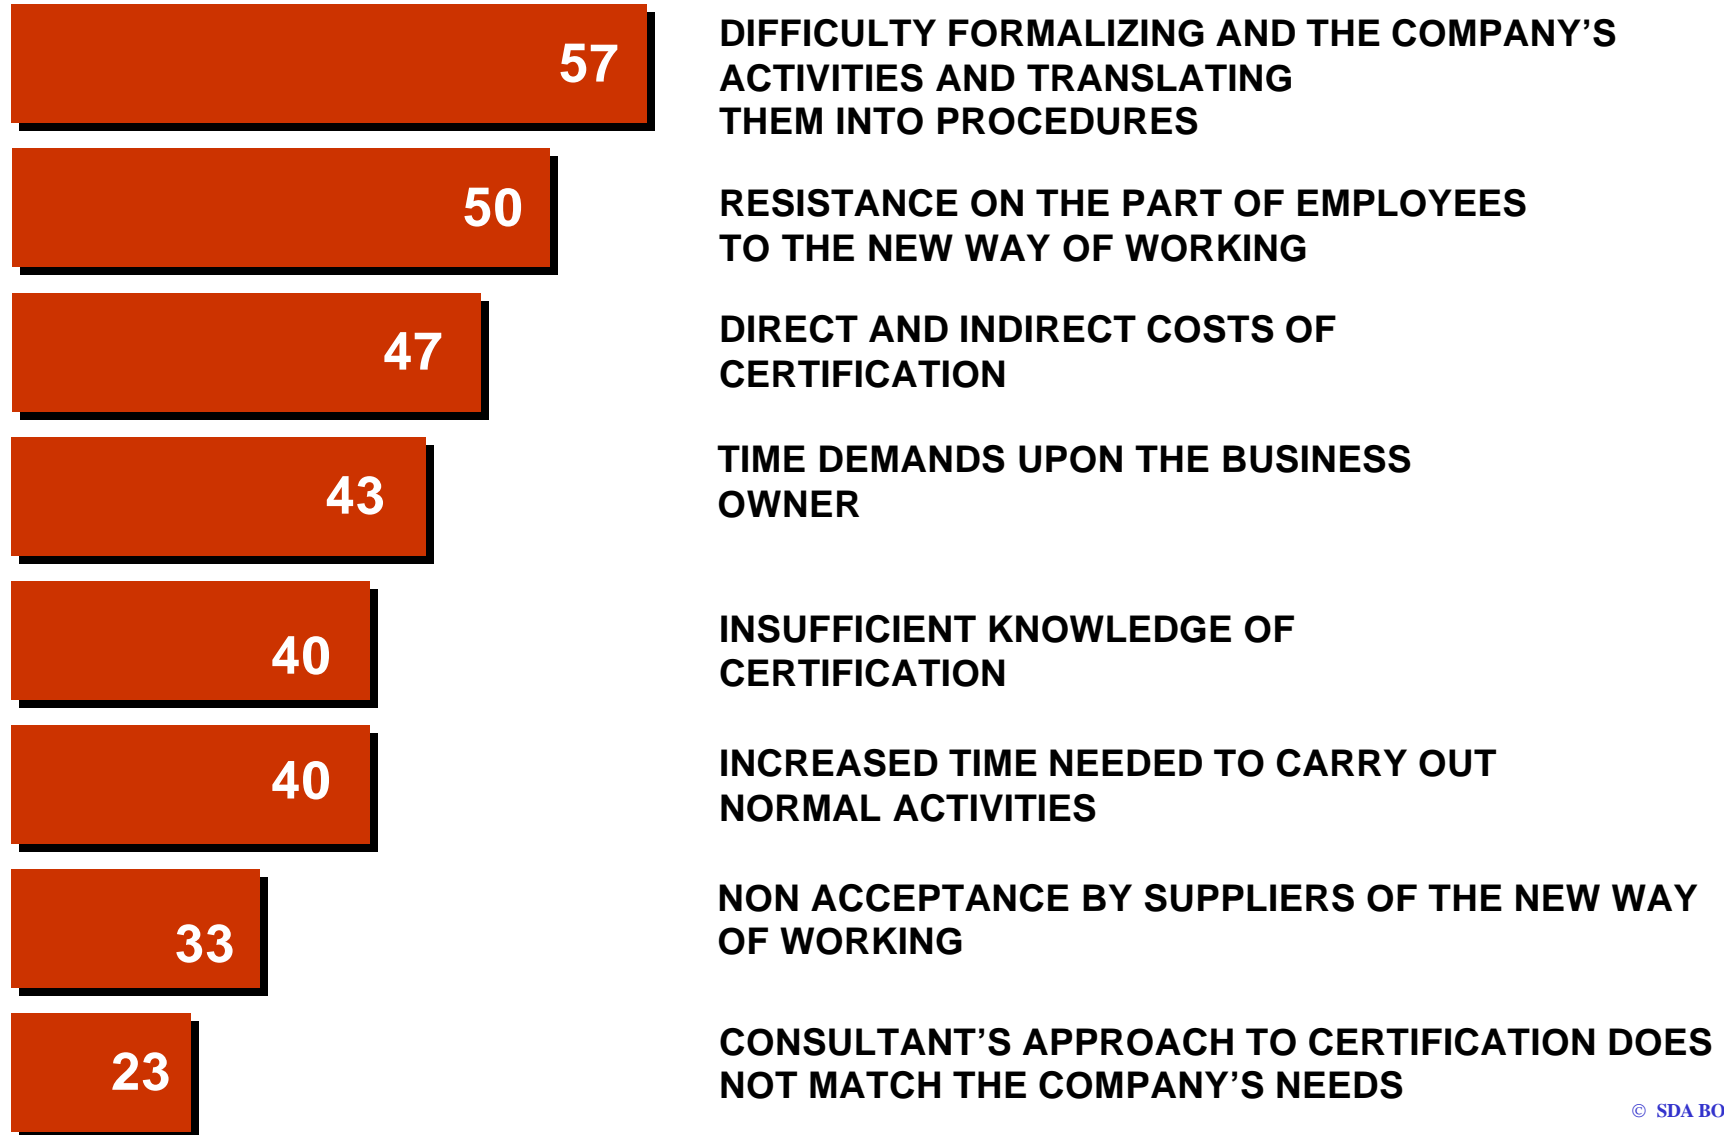 57
DIFFICULTY FORMALIZING AND THE COMPANY’S
ACTIVITIES AND TRANSLATING
THEM INTO PROCEDURES
50
RESISTANCE ON THE PART OF EMPLOYEES
TO THE NEW WAY OF WORKING
47
DIRECT AND INDIRECT COSTS OF
CERTIFICATION
43
TIME DEMANDS UPON THE BUSINESS
OWNER
40
INSUFFICIENT KNOWLEDGE OF
CERTIFICATION
40
INCREASED TIME NEEDED TO CARRY OUT
NORMAL ACTIVITIES
33
NON ACCEPTANCE BY SUPPLIERS OF THE NEW WAY
OF WORKING
23
CONSULTANT’S APPROACH TO CERTIFICATION DOES
NOT MATCH THE COMPANY’S NEEDS
© SDA BO